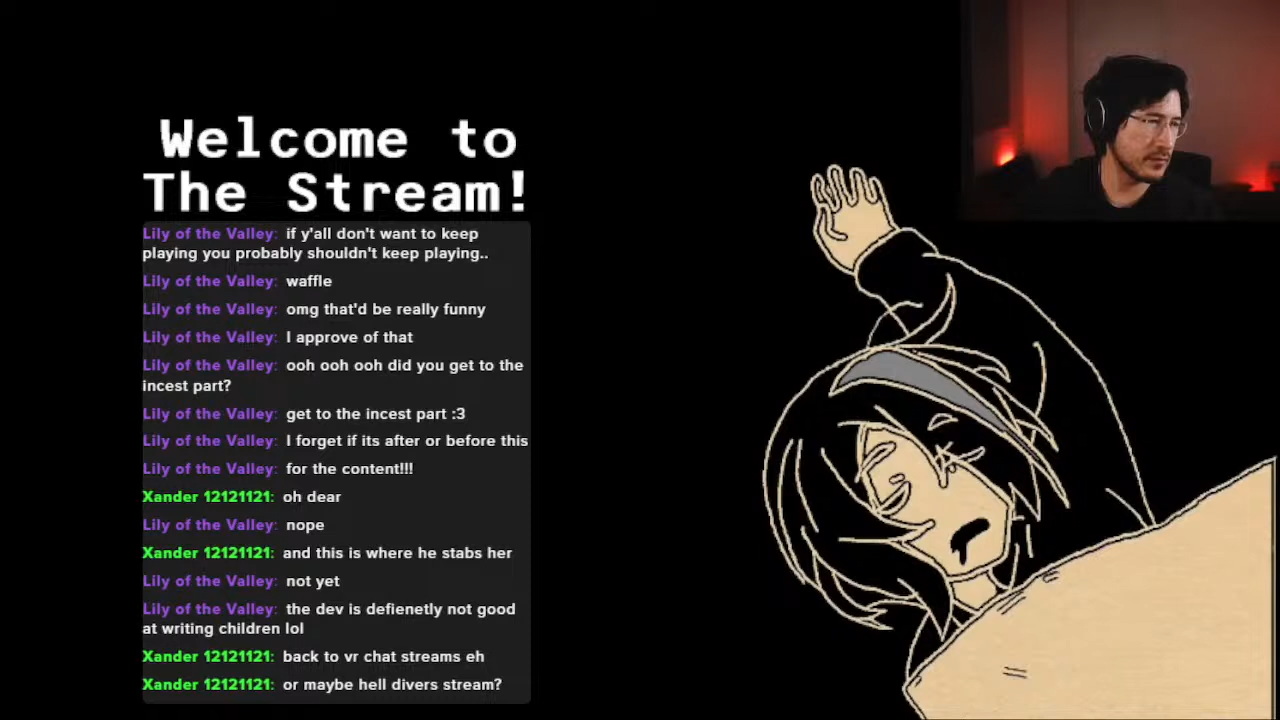 Welcome to
The Stream!
Lily of the Valley: if y'all don't want to keep
playing you probably shouldn't keep playing..
Lily of the Valley: waffle
Lily of the Valley: omg that'd be really funny
Lily of the Valley: I approve of that
Lily of the Valley: ooh ooh ooh did you get to the
incest part?
Lily of the Valley: get to the incest part :3
Lily of the Valley: I forget if its after or before this
Lily of the Valley: for the content!!!
Xander 12121121: oh dear
Lily of the Valley: nope
Xander 12121121: and this is where he stabs her
Lily of the Valley: not yet
Lily of the Valley: the dev is defienetly not good
at writing children lol
Xander 12121121: back to vr chat streams eh
Xander 12121121: or maybe hell divers stream?